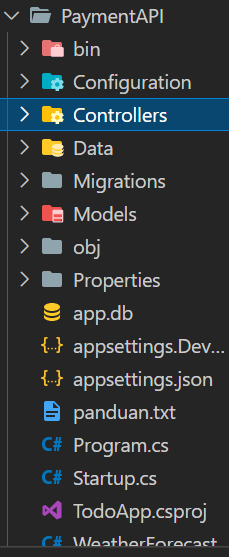 PaymentAPI
bin
Configuration
Controllers
Data
Migrations
Models
obj
Properties
app.db
{..} appsettings.Dev...
{..} appsettings.json
panduan.txt
C# Program.cs
C# Startup.cs
TodoApp.csproj
C# WeatherForecast